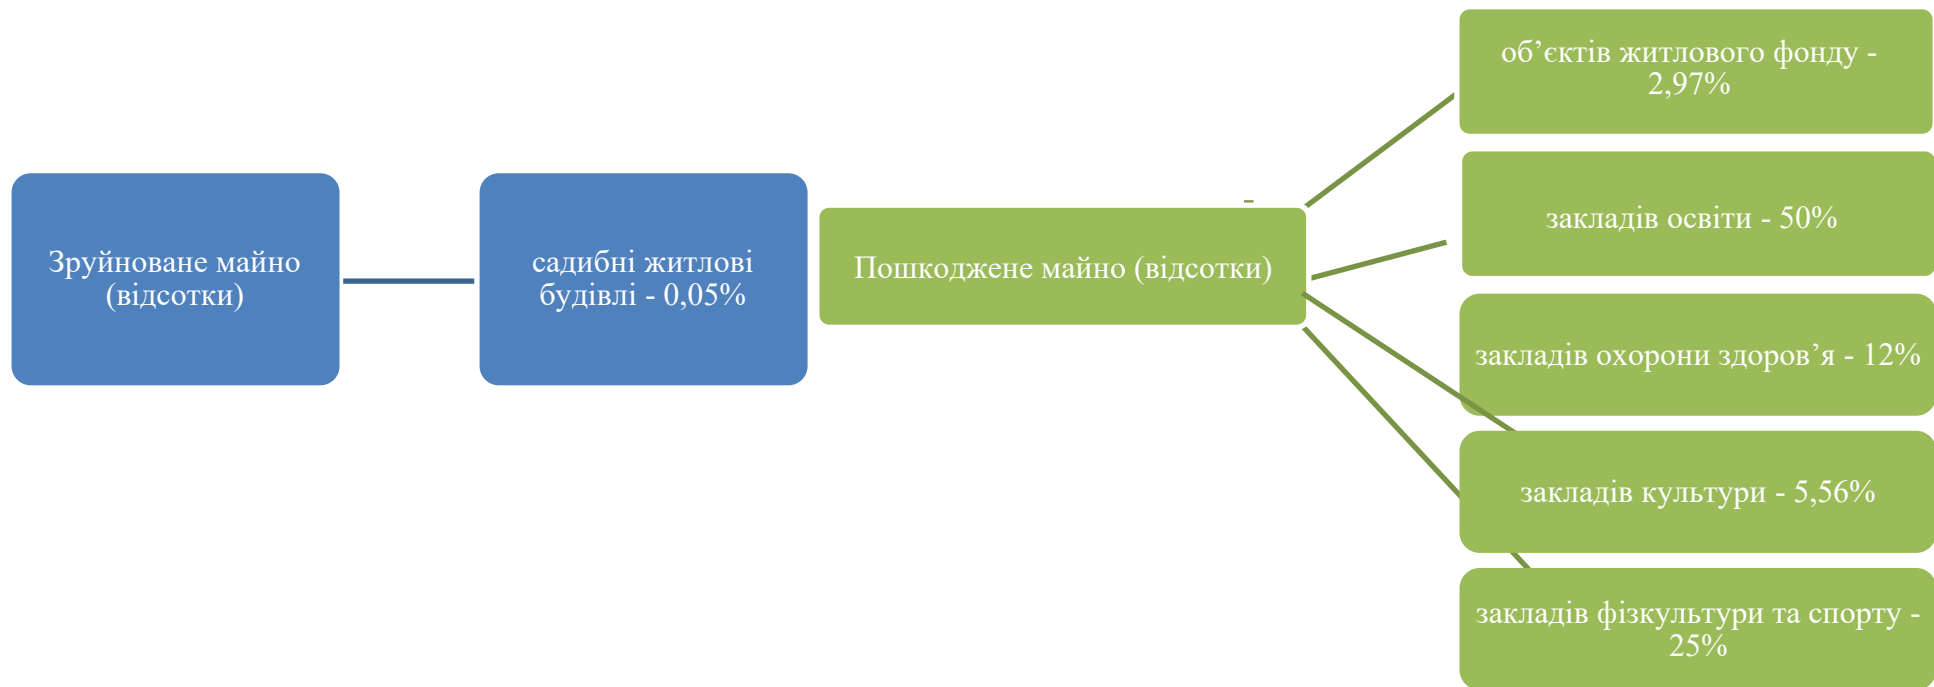 Зруйноване майно
(відсотки)
садибні житлові
будівлі - 0,05%
Пошкоджене майно (відсотки)
об’єктів житлового фонду -
2,97%
закладів освіти - 50%
закладів охорони здоров’я - 12%
закладів культури - 5,56%
закладів фізкультури та спорту -
25%